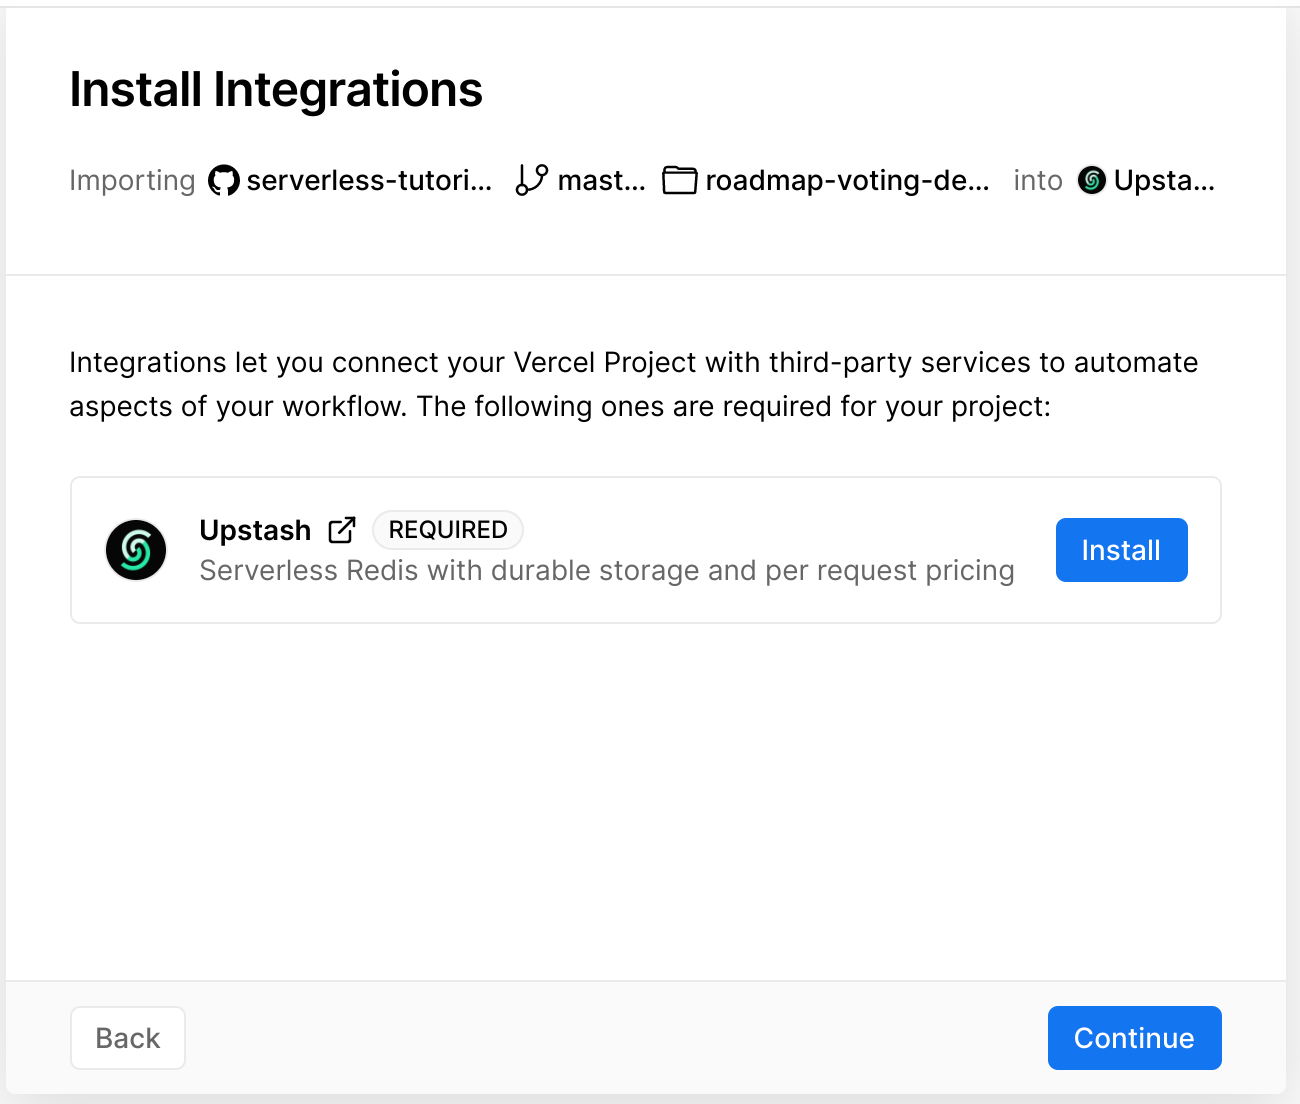 Install Integrations
Importing serverless-tutori... mast... roadmap-voting-de... into Upsta...
Integrations let you connect your Vercel Project with third-party services to automate
aspects of your workflow. The following ones are required for your project:
Upstash REQUIRED
Serverless Redis with durable storage and per request pricing
Install
Back
Continue